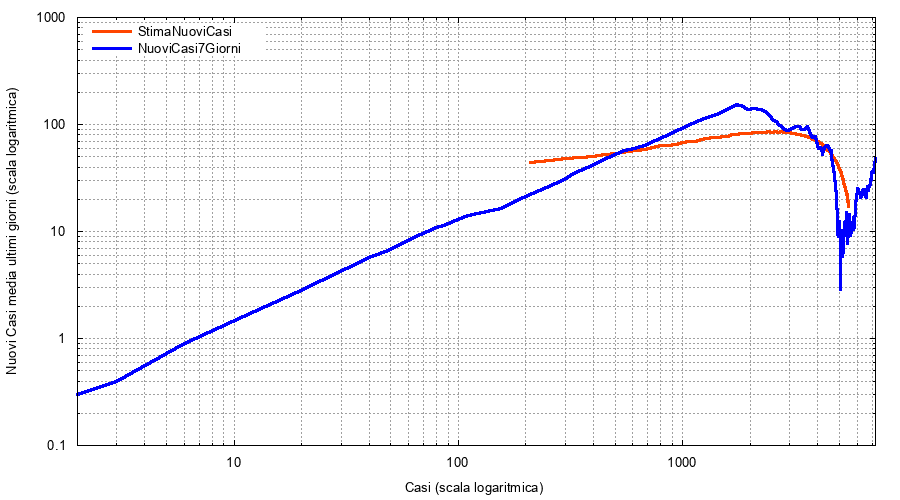 1000
100
10
1
0.1
StimaNuoviCasi
NuoviCasi7Giorni
Nuovi Casi media ultimi giorni (scala logaritmica)
10
100
1000
Casi (scala logaritmica)